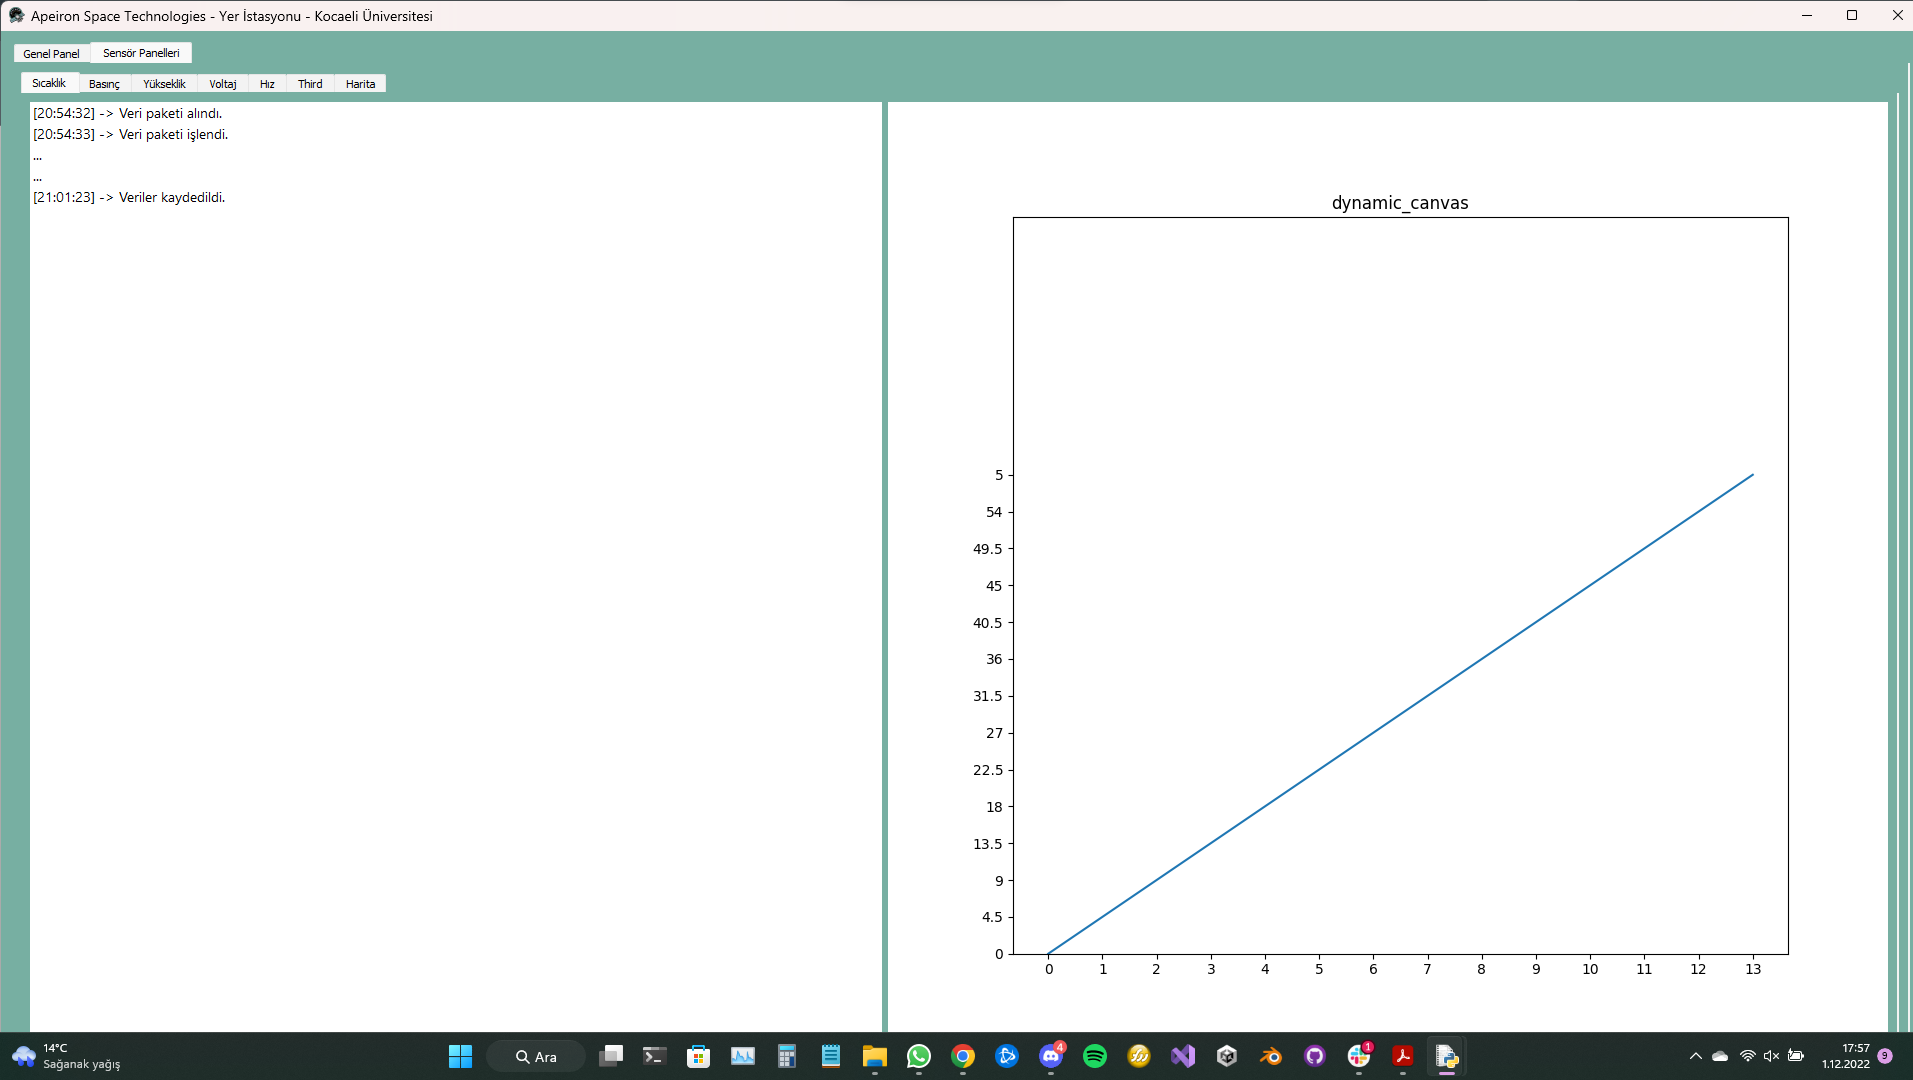 Apeiron Space Technologies - Yer İstasyonu - Kocaeli Üniversitesi
Genel Panel Sensör Panelleri
Sıcaklık Basınç Yükseklik Voltaj Hız Third Harita
[20:54:32] -> Veri paketi alındı.
[20:54:33] -> Veri paketi işlendi.
...
...
[21:01:23] -> Veriler kaydedildi.
dynamic_canvas
5
54
49.5
45
40.5
36
31.5
27
22.5
18
13.5
9
4.5
0
0 1 2 3 4 5 6 7 8 9 10 11 12 13
14°C
Sağanak yağış
Ara
4
1
17:57
1.12.2022
9